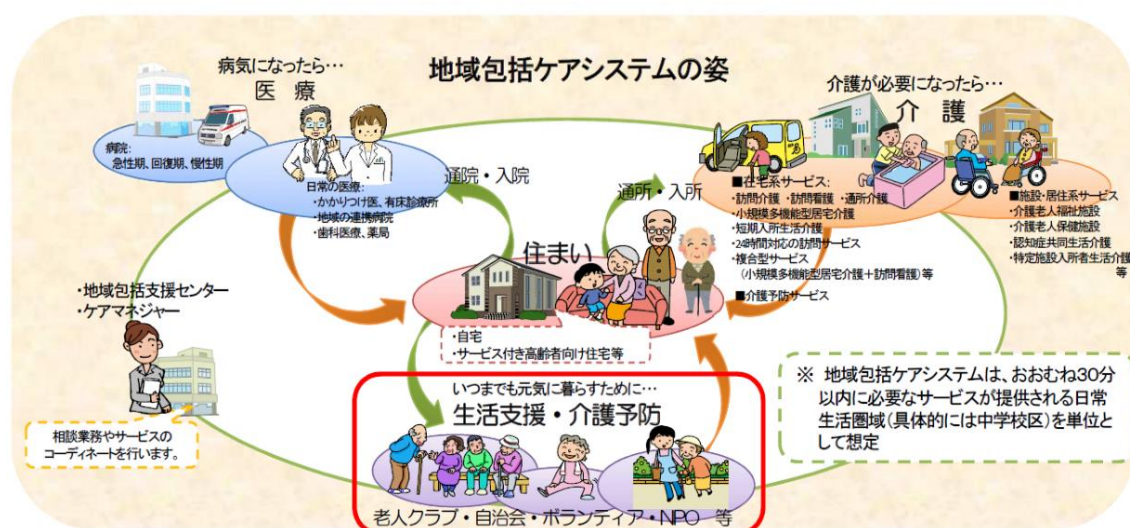 地域包括ケアシステムの姿
病気になったら…
医 療
病院:
急性期、回復期、慢性期
日常の医療:
・かかりつけ医、有床診療所
・地域の連携病院
・歯科医療、薬局
通院・入院
通所・入所
介護が必要になったら…
介 護
■在宅系サービス:
・訪問介護 ・訪問看護 ・通所介護
・小規模多機能型居宅介護
・短期入所生活介護
・24時間対応の訪問サービス
・複合型サービス
(小規模多機能型居宅介護+訪問看護)等
■介護予防サービス
■施設・居住系サービス
・介護老人福祉施設
・介護老人保健施設
・認知症共同生活介護
・特定施設入所者生活介護
等
住まい
・自宅
・サービス付き高齢者向け住宅等
・地域包括支援センター
・ケアマネジャー
相談業務やサービスの
コーディネートを行います。
いつまでも元気に暮らすために…
生活支援・介護予防
老人クラブ・自治会・ボランティア・NPO 等
※ 地域包括ケアシステムは、おおむね30分
以内に必要なサービスが提供される日常
生活圏域(具体的には中学校区)を単位と
して想定